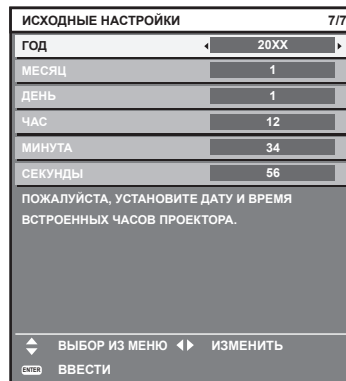 ИСХОДНЫЕ НАСТРОЙКИ 7/7
ГОД 20XX
МЕСЯЦ 1
ДЕНЬ 1
ЧАС 12
МИНУТА 34
СЕКУНДЫ 56
ПОЖАЛУЙСТА, УСТАНОВИТЕ ДАТУ И ВРЕМЯ
ВСТРОЕННЫХ ЧАСОВ ПРОЕКТОРА.
ВЫБОР ИЗ МЕНЮ ИЗМЕНИТЬ
ENTER ВВЕСТИ